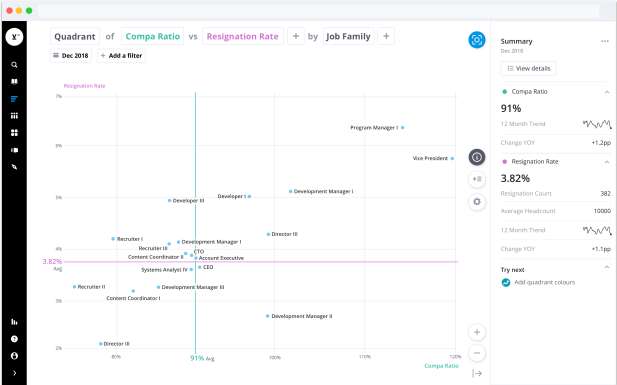 Quadrant of Compa Ratio vs Resignation Rate + by Job Family +
Dec 2018 + Add a filter
Resignation Rate
7%
Program Manager I
6%
Vice President
Development Manager i
Developer I
5%
Developer III
Director III
Recruiter I
Development Manager I
Recruiter III
4%
CTO
Content Coordinator II
Account Executive
3.82%
Avg
CEO
Systems Analyst IV
Recruiter II
Development Manager III
Content Coordinator I
3%
Development Manager II
Director III
2%
80%
91% Avg
100%
110%
120%
Compa Ratio
Summary
Dec 2018
View details
Compa Ratio
91%
12 Month Trend
Change YOY +1.2pp
Resignation Rate
3.82%
Resignation Count 382
Average Headcount 10000
12 Month Trend
Change YOY +1.1pp
Try next
Add quadrant colours